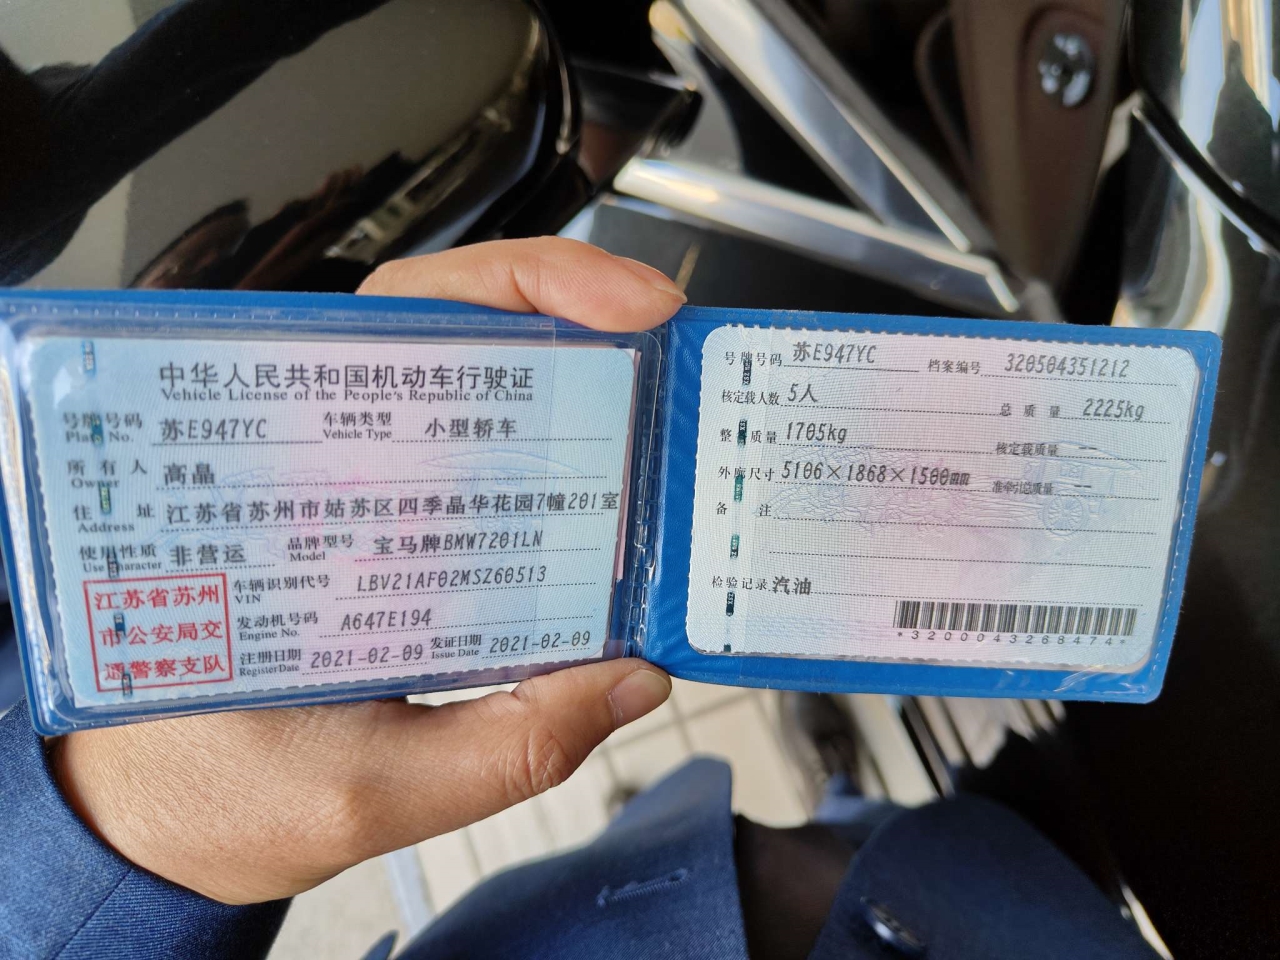 中华人民共和国机动车行驶证
Vehicle License of the People's Republic of China
号牌号码 苏E947YC 车辆类型 小型轿车
Plate No. Vehicle Type
所有人 高晶
Owner
住址 江苏省苏州市姑苏区四季晶华花园7幢201室
Address
使用性质 非营运 品牌型号 宝马牌BMW7201LN
Use Character Model
江苏省苏州
市公安局交
通警察支队
车辆识别代号 LBV21AF02MSZ60513
VIN
发动机号码 A647E194
Engine No.
注册日期 2021-02-09 发证日期 2021-02-09
Register Date Issue Date
号牌号码 苏E947YC 档案编号 320504351212
核定载人数 5人 总质量 2225kg
整备质量 1705kg 核定载质量 --
外廓尺寸 5106×1868×1500mm 准牵引总质量 --
备注
检验记录 汽油
*3200043268474*